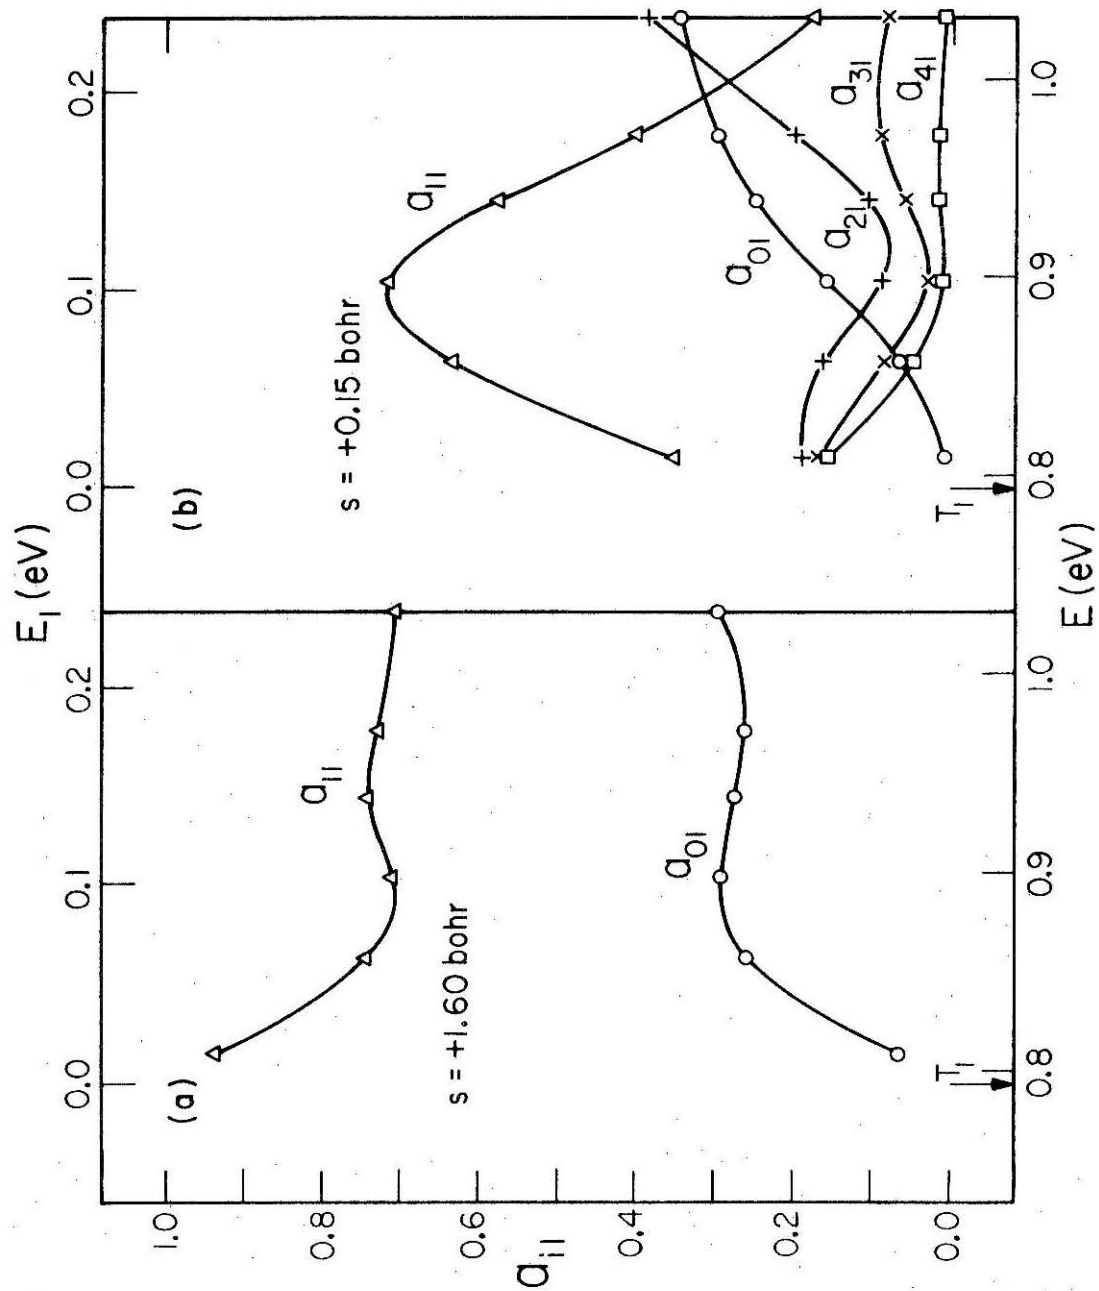 E₁ (eV)
0.0 0.1 0.2 0.0 0.1 0.2
(a)
(b)
s = +1.60 bohr
s = +0.15 bohr
a₁₁
a₀₁
a₁₁
a₀₁
a₂₁
a₃₁
a₄₁
T₁
T₁
a_{i1}
1.0
0.8
0.6
0.4
0.2
0.0
0.8 0.9 1.0 0.8 0.9 1.0
E (eV)